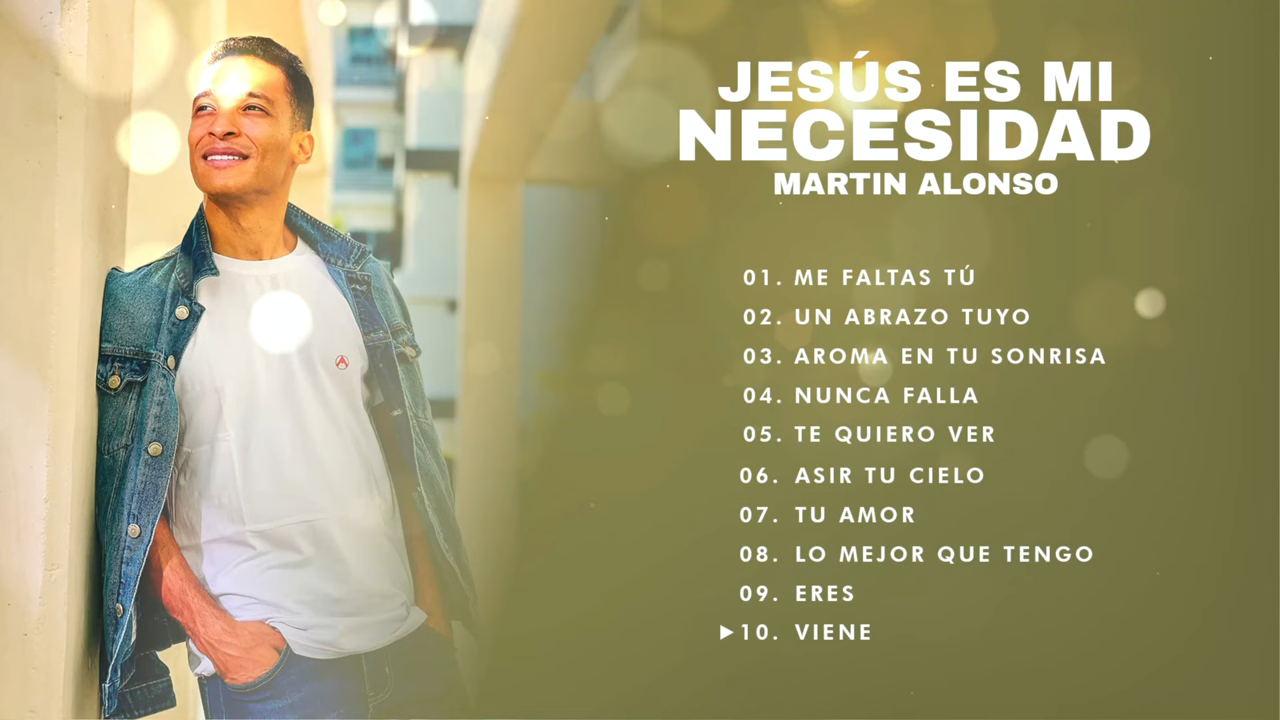 JESÚS ES MI
NECESIDAD
MARTIN ALONSO
01. ME FALTAS TÚ
02. UN ABRAZO TUYO
03. AROMA EN TU SONRISA
04. NUNCA FALLA
05. TE QUIERO VER
06. ASIR TU CIELO
07. TU AMOR
08. LO MEJOR QUE TENGO
09. ERES
10. VIENE